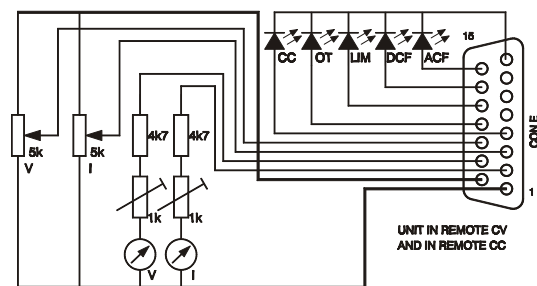 15
CC OT LIM DCF ACF
CON E
4k7 4k7
5k 5k
V I
1k 1k
1
V I
UNIT IN REMOTE CV
AND IN REMOTE CC